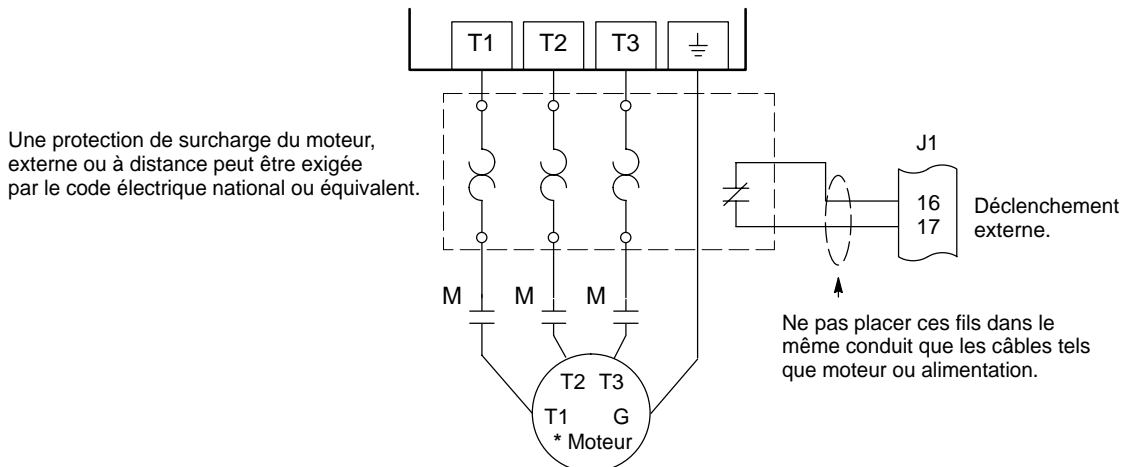 T1 T2 T3
Une protection de surcharge du moteur,
externe ou à distance peut être exigée
par le code électrique national ou équivalent.
J1
16
17
Déclenchement
externe.
M M M
Ne pas placer ces fils dans le
même conduit que les câbles tels
que moteur ou alimentation.
T2 T3
T1 G
* Moteur